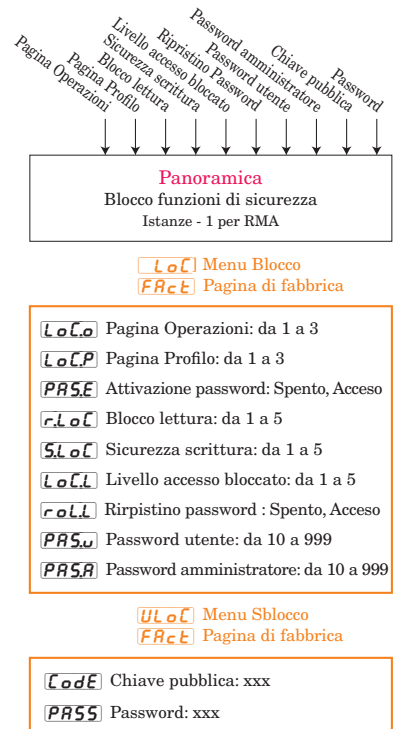 Pagina Operazioni
Pagina Profilo
Blocco lettura
Sicurezza scrittura
Livello accesso bloccato
Ripristino Password
Password utente
Password amministratore
Chiave pubblica
Password
Panoramica
Blocco funzioni di sicurezza
Istanze - 1 per RMA
LoC Menu Blocco
FAct Pagina di fabbrica
LoC.o Pagina Operazioni: da 1 a 3
LoC.P Pagina Profilo: da 1 a 3
PAS.E Attivazione password: Spento, Acceso
r.LoC Blocco lettura: da 1 a 5
S.LoC Sicurezza scrittura: da 1 a 5
LoC.L Livello accesso bloccato: da 1 a 5
roL.L Rirpistino password : Spento, Acceso
PAS.u Password utente: da 10 a 999
PAS.A Password amministratore: da 10 a 999
ULoC Menu Sblocco
FAct Pagina di fabbrica
CodE Chiave pubblica: xxx
PASS Password: xxx